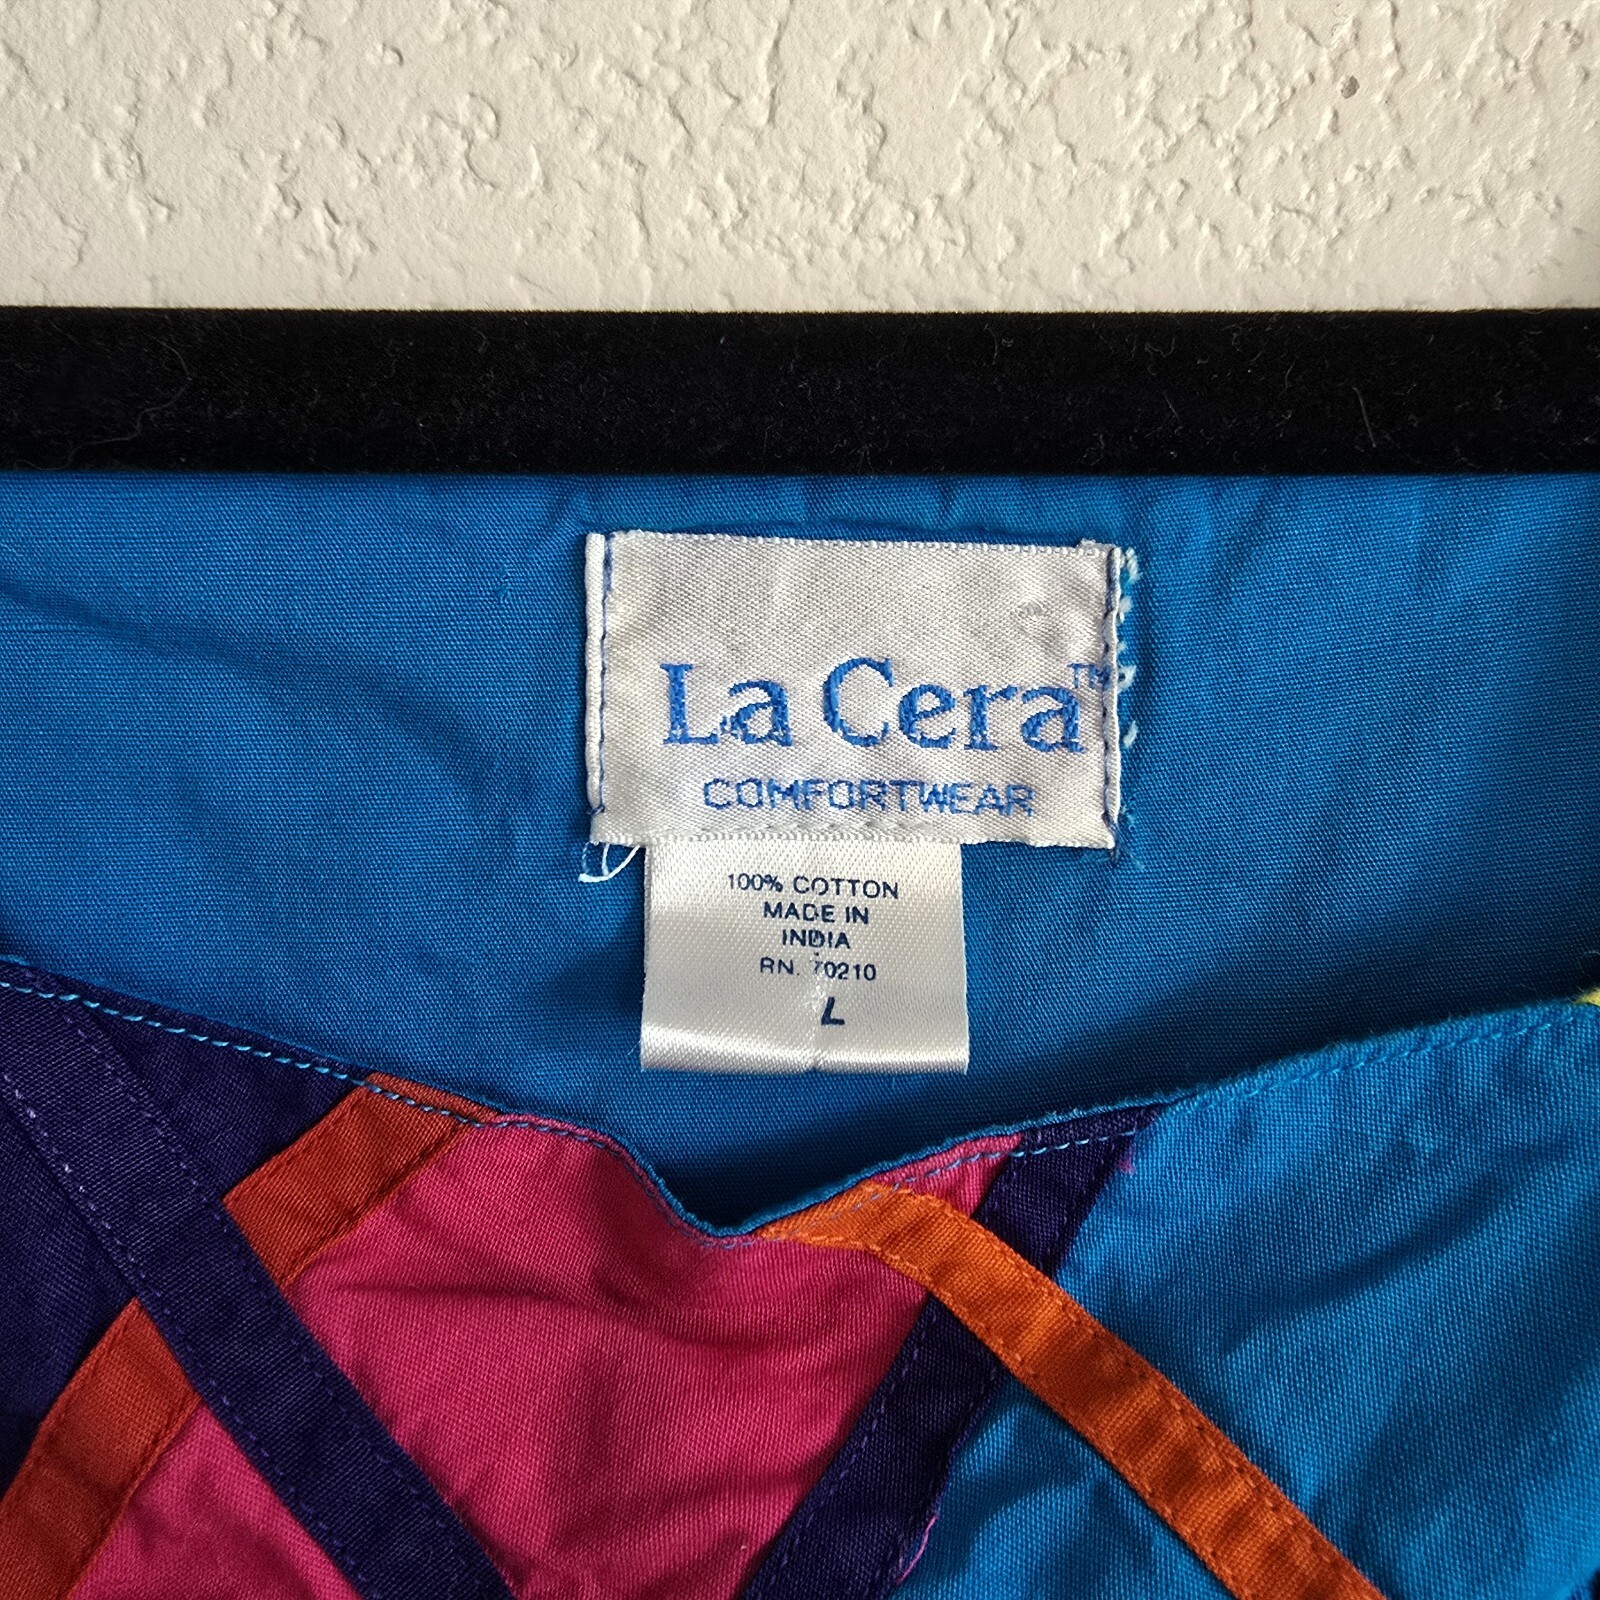 La Cera™
COMFORTWEAR
100% COTTON
MADE IN
INDIA
RN. 70210
L